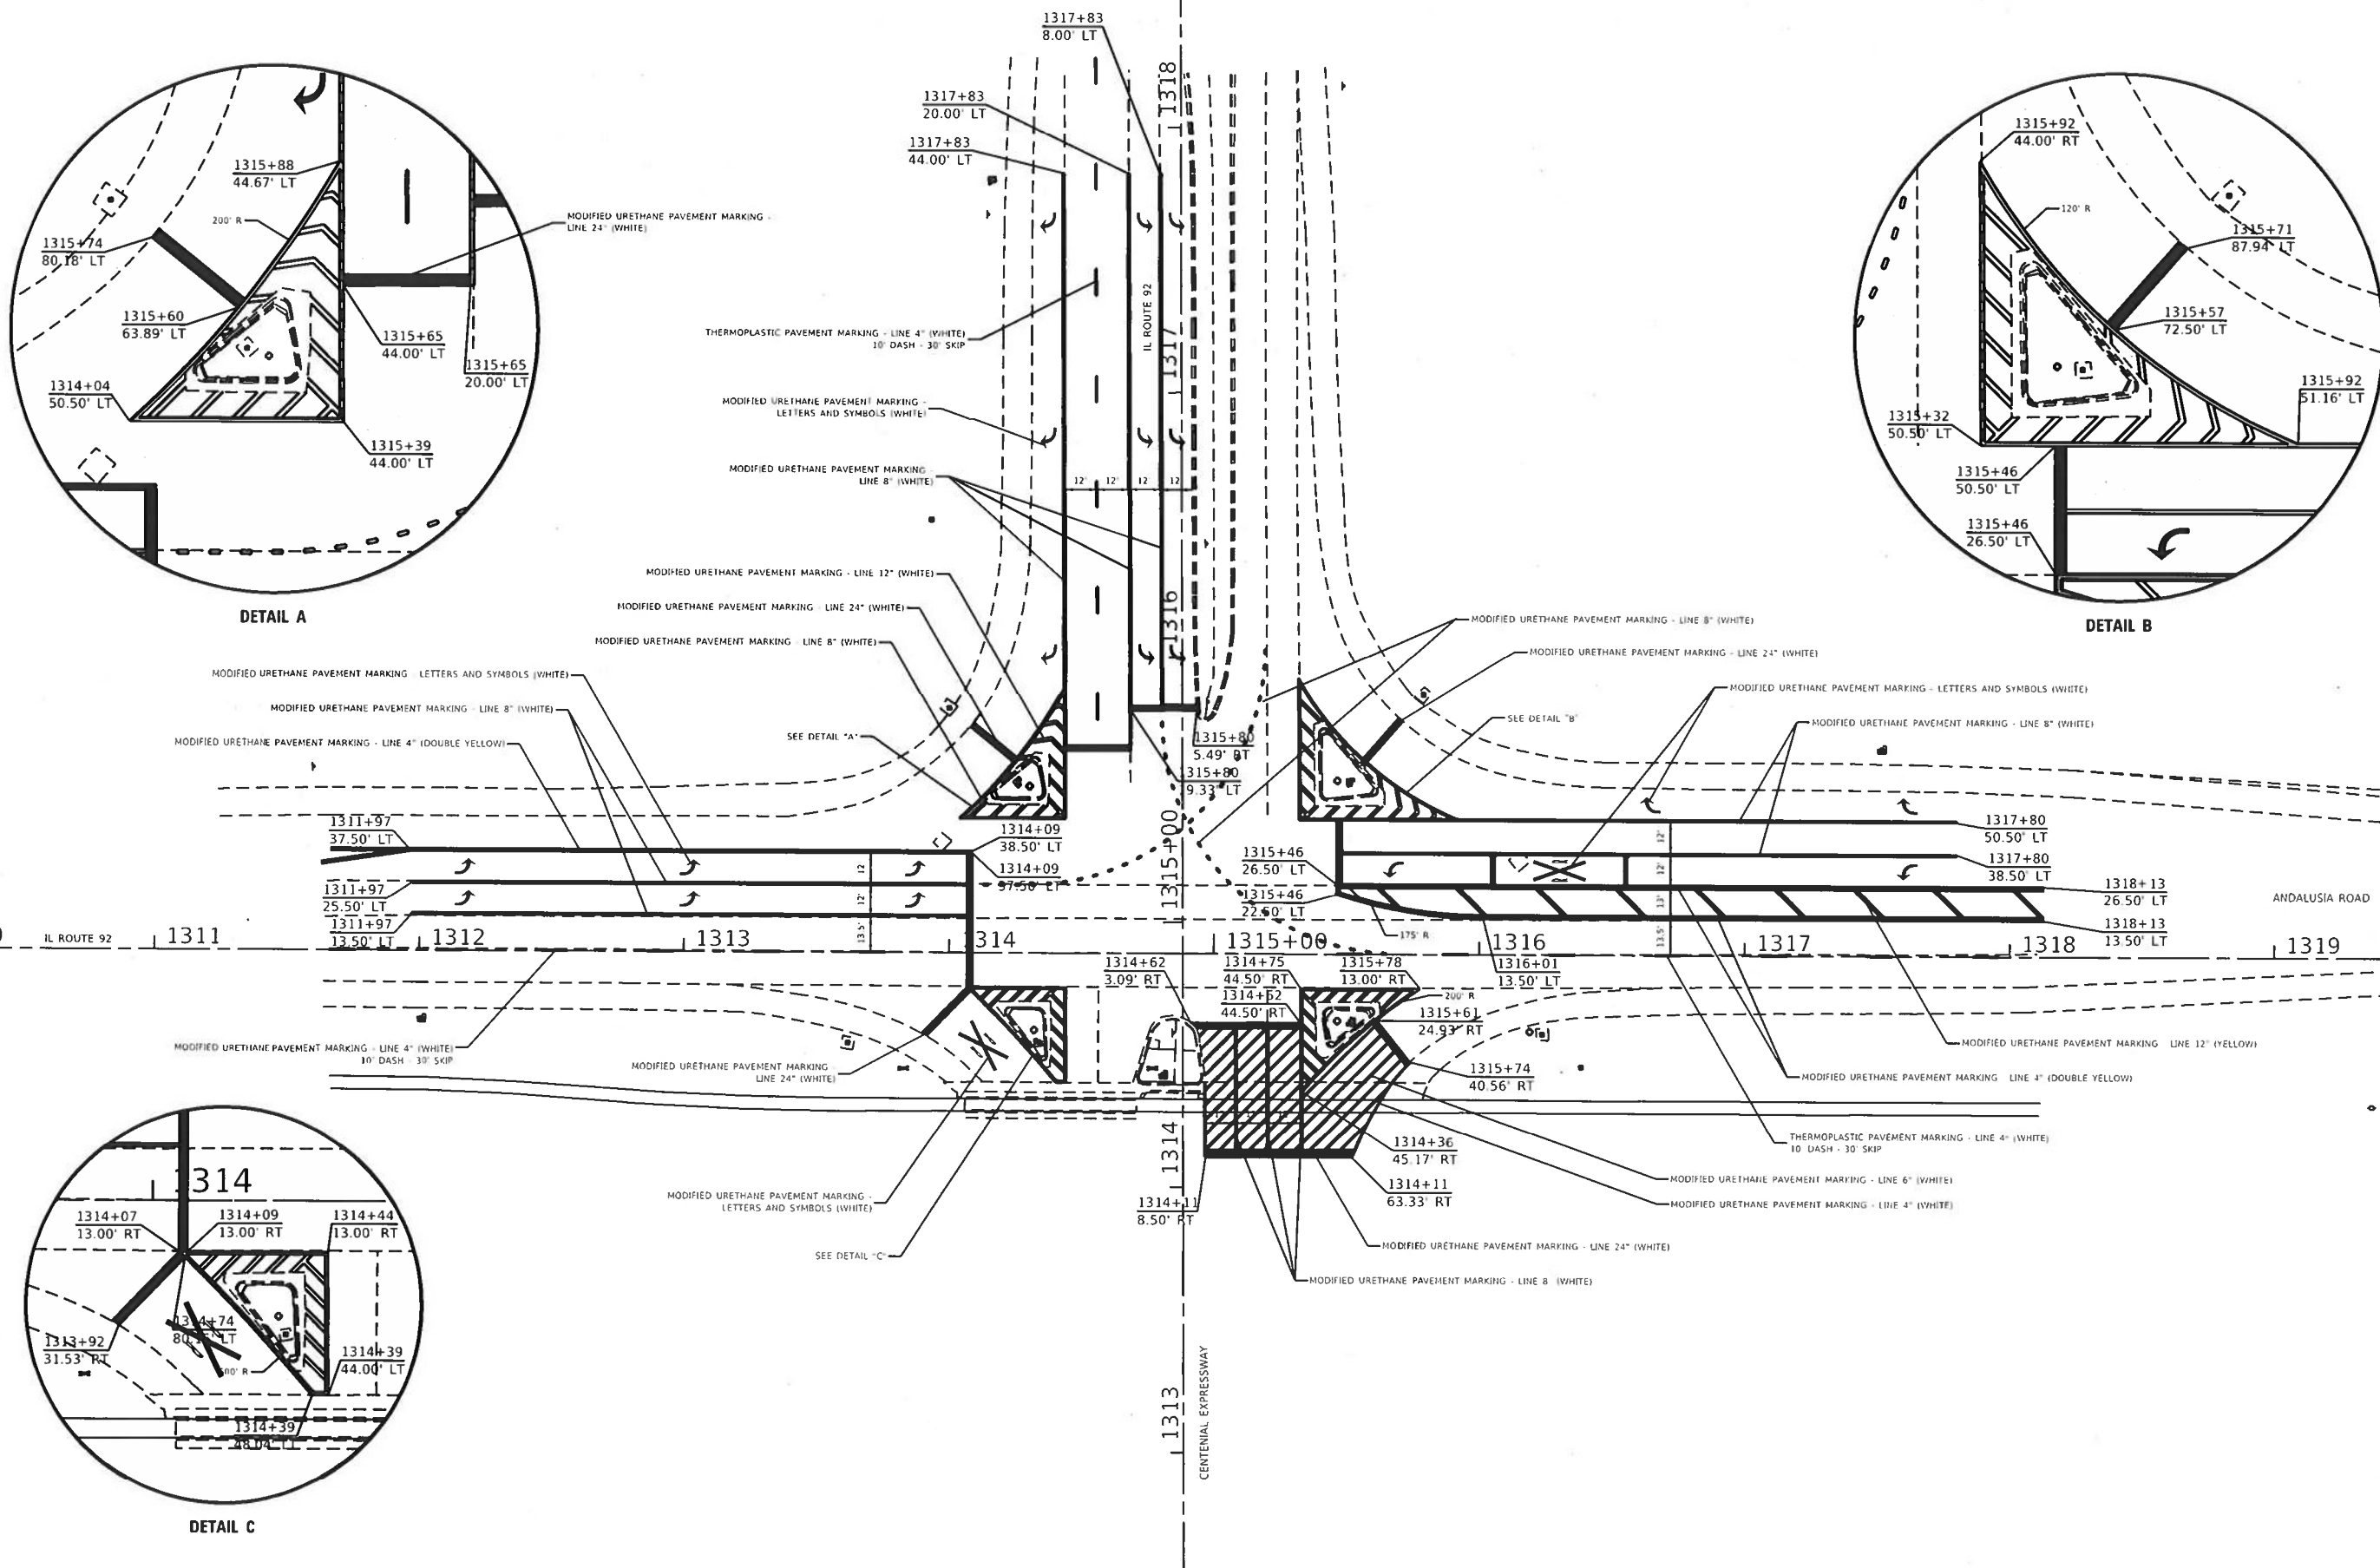 1317+83
8.00' LT
1318
1317+83
20.00' LT
1317+83
44.00' LT
1315+88
44.67' LT
200' R
1315+74
80.18' LT
MODIFIED URETHANE PAVEMENT MARKING -
LINE 24" (WHITE)
1315+60
63.89' LT
1315+65
44.00' LT
1315+65
20.00' LT
1314+04
50.50' LT
1315+39
44.00' LT
DETAIL A
1315+92
44.00' RT
120' R
1315+71
87.94' LT
1315+57
72.50' LT
1315+92
51.16' LT
1315+32
50.50' LT
1315+46
50.50' LT
1315+46
26.50' LT
DETAIL B
IL ROUTE 92
1317
THERMOPLASTIC PAVEMENT MARKING - LINE 4" (WHITE)
10' DASH - 30' SKIP
MODIFIED URETHANE PAVEMENT MARKING -
LETTERS AND SYMBOLS (WHITE)
MODIFIED URETHANE PAVEMENT MARKING -
LINE 8" (WHITE)
12' 12' 12' 12'
MODIFIED URETHANE PAVEMENT MARKING - LINE 12" (WHITE)
MODIFIED URETHANE PAVEMENT MARKING - LINE 24" (WHITE)
MODIFIED URETHANE PAVEMENT MARKING - LINE 8" (WHITE)
1316
MODIFIED URETHANE PAVEMENT MARKING - LINE 8" (WHITE)
MODIFIED URETHANE PAVEMENT MARKING - LINE 24" (WHITE)
MODIFIED URETHANE PAVEMENT MARKING - LETTERS AND SYMBOLS (WHITE)
SEE DETAIL "B"
MODIFIED URETHANE PAVEMENT MARKING - LINE 8" (WHITE)
MODIFIED URETHANE PAVEMENT MARKING LETTERS AND SYMBOLS (WHITE)
MODIFIED URETHANE PAVEMENT MARKING - LINE 8" (WHITE)
MODIFIED URETHANE PAVEMENT MARKING - LINE 4" (DOUBLE YELLOW)
SEE DETAIL "A"
1315+80
5.49' RT
1315+80
9.33' LT
1311+97
37.50' LT
1311+97
25.50' LT
1311+97
13.50' LT
12'
12'
13.5'
1314+09
38.50' LT
1314+09
37.50' LT
1315+00
1315+46
26.50' LT
1315+46
22.50' LT
175' R
12'
12'
13'
13.5'
1317+80
50.50' LT
1317+80
38.50' LT
1318+13
26.50' LT
1318+13
13.50' LT
ANDALUSIA ROAD
IL ROUTE 92
1311
1312
1313
1314
1315+00
1316
1317
1318
1319
1316+01
13.50' LT
1314+62
3.09' RT
1314+75
44.50' RT
1315+78
13.00' RT
1314+62
44.50' RT
200' R
1315+61
24.93' RT
1315+74
40.56' RT
MODIFIED URETHANE PAVEMENT MARKING - LINE 4" (WHITE)
10' DASH - 30' SKIP
MODIFIED URETHANE PAVEMENT MARKING -
LINE 24" (WHITE)
MODIFIED URETHANE PAVEMENT MARKING LINE 12" (YELLOW)
MODIFIED URETHANE PAVEMENT MARKING LINE 4" (DOUBLE YELLOW)
THERMOPLASTIC PAVEMENT MARKING - LINE 4" (WHITE)
10' DASH - 30' SKIP
1314
1314+36
45.17' RT
1314+11
63.33' RT
1314+11
8.50' RT
MODIFIED URETHANE PAVEMENT MARKING - LINE 6" (WHITE)
MODIFIED URETHANE PAVEMENT MARKING - LINE 4" (WHITE)
MODIFIED URETHANE PAVEMENT MARKING - LINE 24" (WHITE)
MODIFIED URETHANE PAVEMENT MARKING - LINE 8 (WHITE)
MODIFIED URETHANE PAVEMENT MARKING -
LETTERS AND SYMBOLS (WHITE)
SEE DETAIL "C"
1314
1314+07
13.00' RT
1314+09
13.00' RT
1314+44
13.00' RT
1314+74
1313+92
31.53' RT
1314+39
44.00' LT
1314+39
48.04' LT
DETAIL C
1313
CENTENIAL EXPRESSWAY